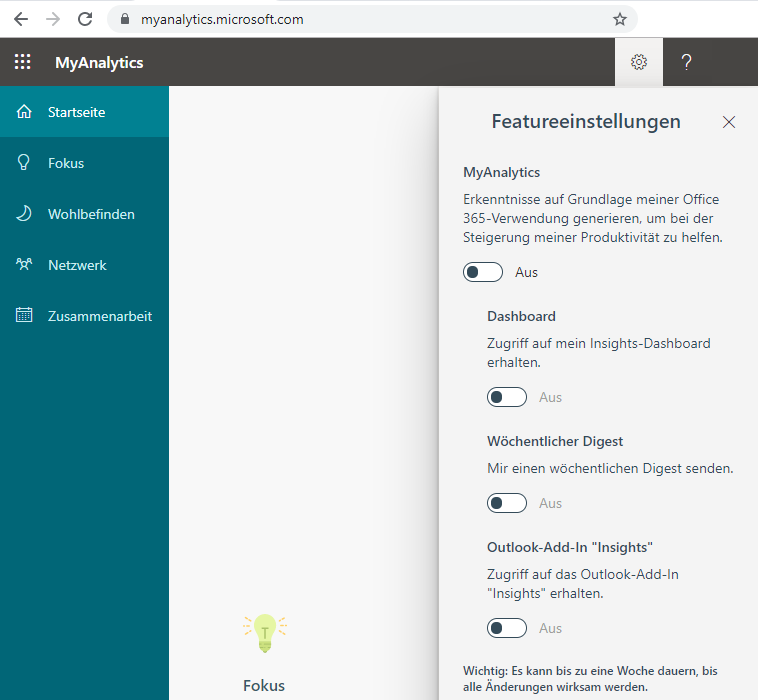 myanalytics.microsoft.com
MyAnalytics
?
Startseite
Fokus
Wohlbefinden
Netzwerk
Zusammenarbeit
Fokus
Featureeinstellungen
MyAnalytics
Erkenntnisse auf Grundlage meiner Office
365-Verwendung generieren, um bei der
Steigerung meiner Produktivität zu helfen.
Aus
Dashboard
Zugriff auf mein Insights-Dashboard
erhalten.
Aus
Wöchentlicher Digest
Mir einen wöchentlichen Digest senden.
Aus
Outlook-Add-In "Insights"
Zugriff auf das Outlook-Add-In
"Insights" erhalten.
Aus
Wichtig: Es kann bis zu eine Woche dauern, bis
alle Änderungen wirksam werden.